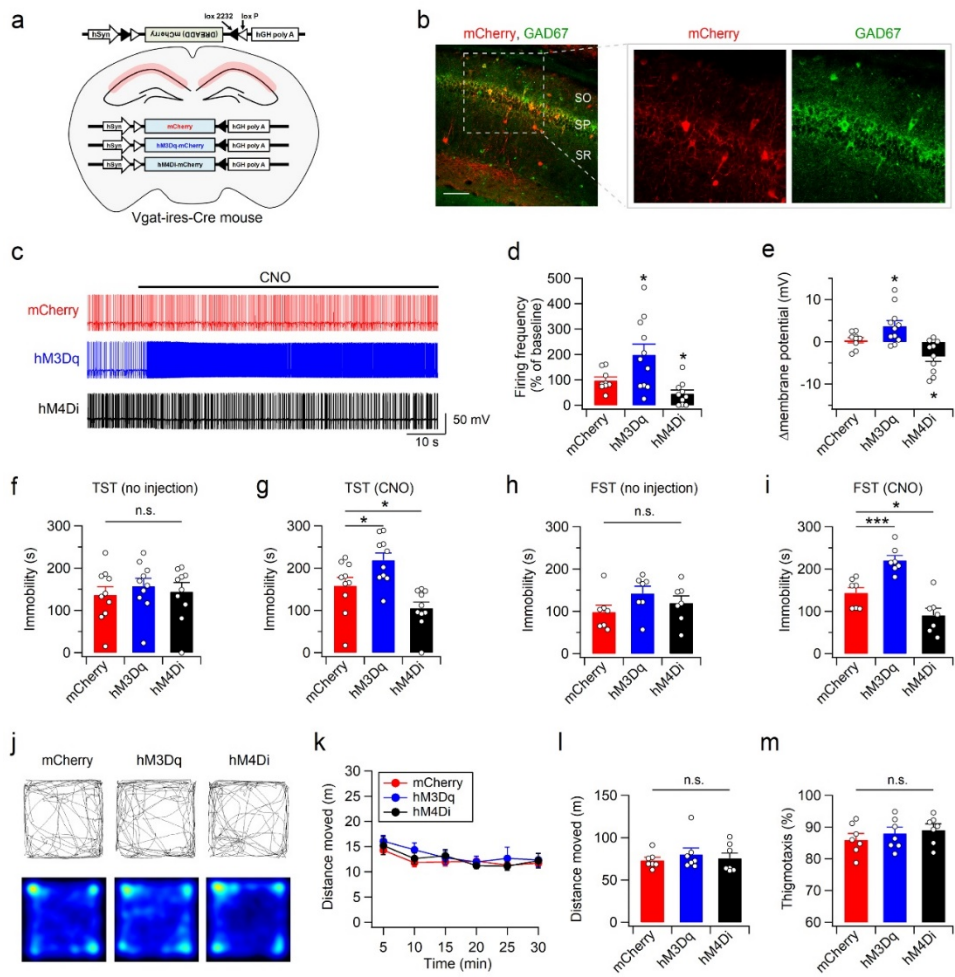 a
lox 2232
lox P
hSyn
(DREADD) mCherry
hGH poly A
hSyn
mCherry
hGH poly A
hSyn
hM3Dq-mCherry
hGH poly A
hSyn
hM4Di-mCherry
hGH poly A
Vgat-ires-Cre mouse
b
mCherry, GAD67
mCherry
GAD67
SO
SP
SR
c
CNO
mCherry
hM3Dq
hM4Di
50 mV
10 s
d
Firing frequency
(% of baseline)
500
400
300
200
100
0
*
*
mCherry
hM3Dq
hM4Di
e
Δmembrane potential (mV)
10
0
-10
*
*
mCherry
hM3Dq
hM4Di
f
TST (no injection)
n.s.
Immobility (s)
300
200
100
0
mCherry
hM3Dq
hM4Di
g
TST (CNO)
*
*
Immobility (s)
300
200
100
0
mCherry
hM3Dq
hM4Di
h
FST (no injection)
n.s.
Immobility (s)
300
200
100
0
mCherry
hM3Dq
hM4Di
i
FST (CNO)
*
***
Immobility (s)
300
200
100
0
mCherry
hM3Dq
hM4Di
j
mCherry
hM3Dq
hM4Di
k
Distance moved (m)
30
25
20
15
10
5
0
mCherry
hM3Dq
hM4Di
5 10 15 20 25 30
Time (min)
l
n.s.
Distance moved (m)
150
100
50
0
mCherry
hM3Dq
hM4Di
m
n.s.
Thigmotaxis (%)
100
90
80
70
60
mCherry
hM3Dq
hM4Di